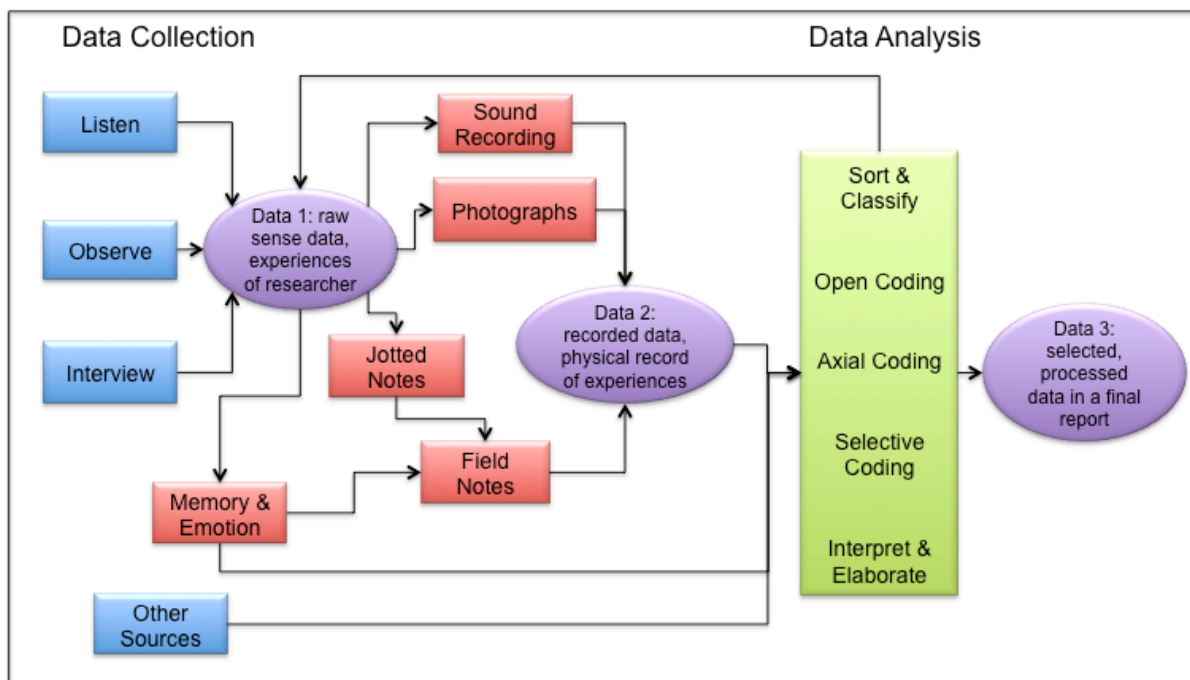 Data Collection
Data Analysis
Listen
Observe
Interview
Other
Sources
Data 1: raw
sense data,
experiences
of researcher
Sound
Recording
Photographs
Jotted
Notes
Field
Notes
Memory &
Emotion
Data 2:
recorded data,
physical record
of experiences
Sort &
Classify
Open Coding
Axial Coding
Selective
Coding
Interpret &
Elaborate
Data 3:
selected,
processed
data in a final
report